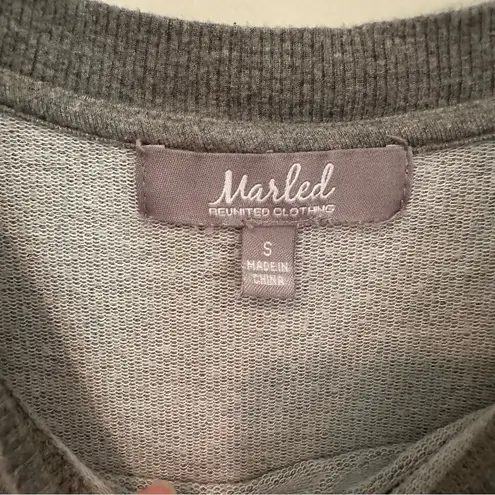 Marled
REUNITED CLOTHING
S
MADE IN
CHINA